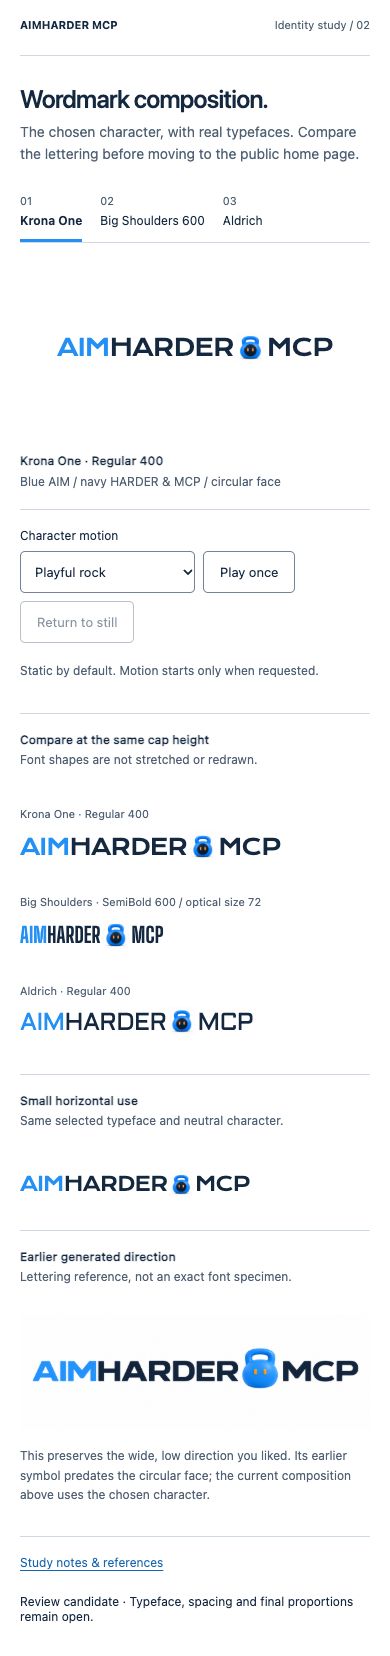 AIMHARDER MCP
Identity study / 02
Wordmark composition.
The chosen character, with real typefaces. Compare
the lettering before moving to the public home page.
01
Krona One
02
Big Shoulders 600
03
Aldrich
AIMHARDER MCP
Krona One · Regular 400
Blue AIM / navy HARDER & MCP / circular face
Character motion
Playful rock
Play once
Return to still
Static by default. Motion starts only when requested.
Compare at the same cap height
Font shapes are not stretched or redrawn.
Krona One · Regular 400
AIMHARDER MCP
Big Shoulders · SemiBold 600 / optical size 72
AIMHARDER MCP
Aldrich · Regular 400
AIMHARDER MCP
Small horizontal use
Same selected typeface and neutral character.
AIMHARDER MCP
Earlier generated direction
Lettering reference, not an exact font specimen.
AIMHARDER MCP
This preserves the wide, low direction you liked. Its earlier
symbol predates the circular face; the current composition
above uses the chosen character.
Study notes & references
Review candidate · Typeface, spacing and final proportions
remain open.